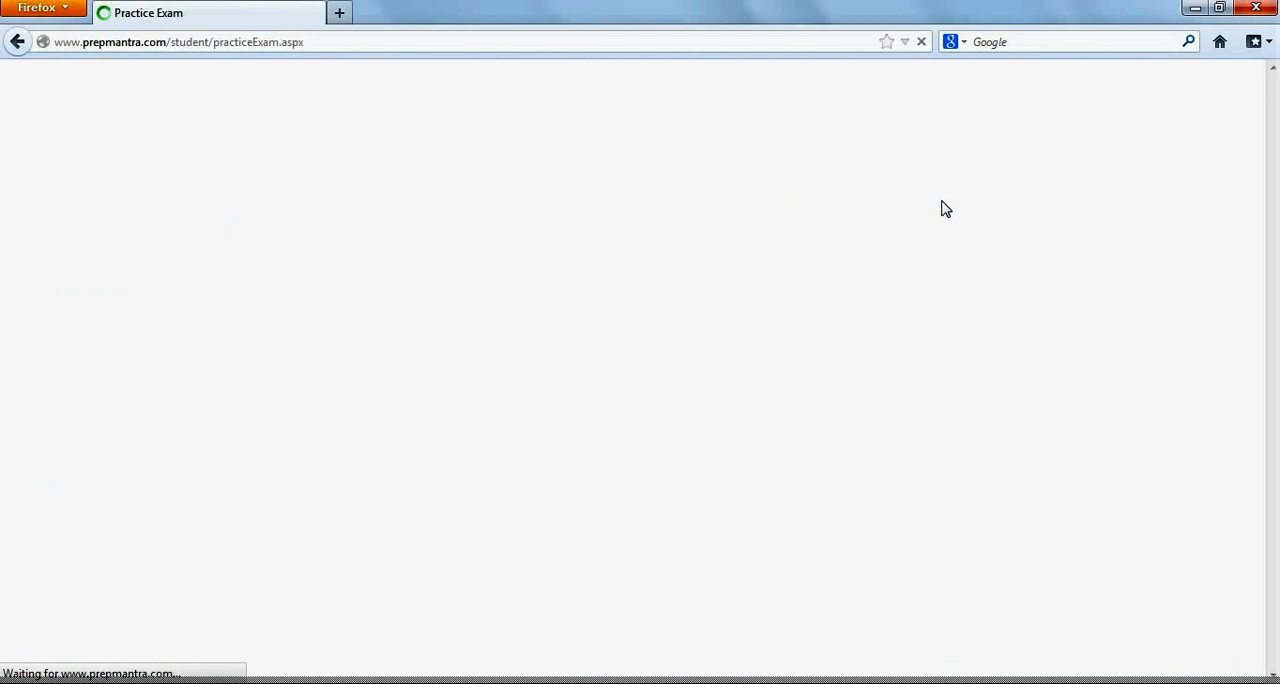 Firefox
Practice Exam
www.prepmantra.com/student/practiceExam.aspx
Google
Waiting for www.prepmantra.com...